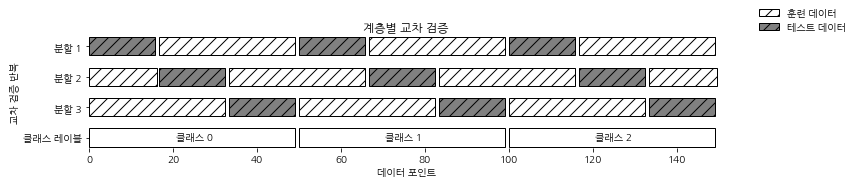 계층별 교차 검증
훈련 데이터
테스트 데이터
교차 검증 반복
분할 1
분할 2
분할 3
클래스 레이블
클래스 0
클래스 1
클래스 2
0 20 40 60 80 100 120 140
데이터 포인트